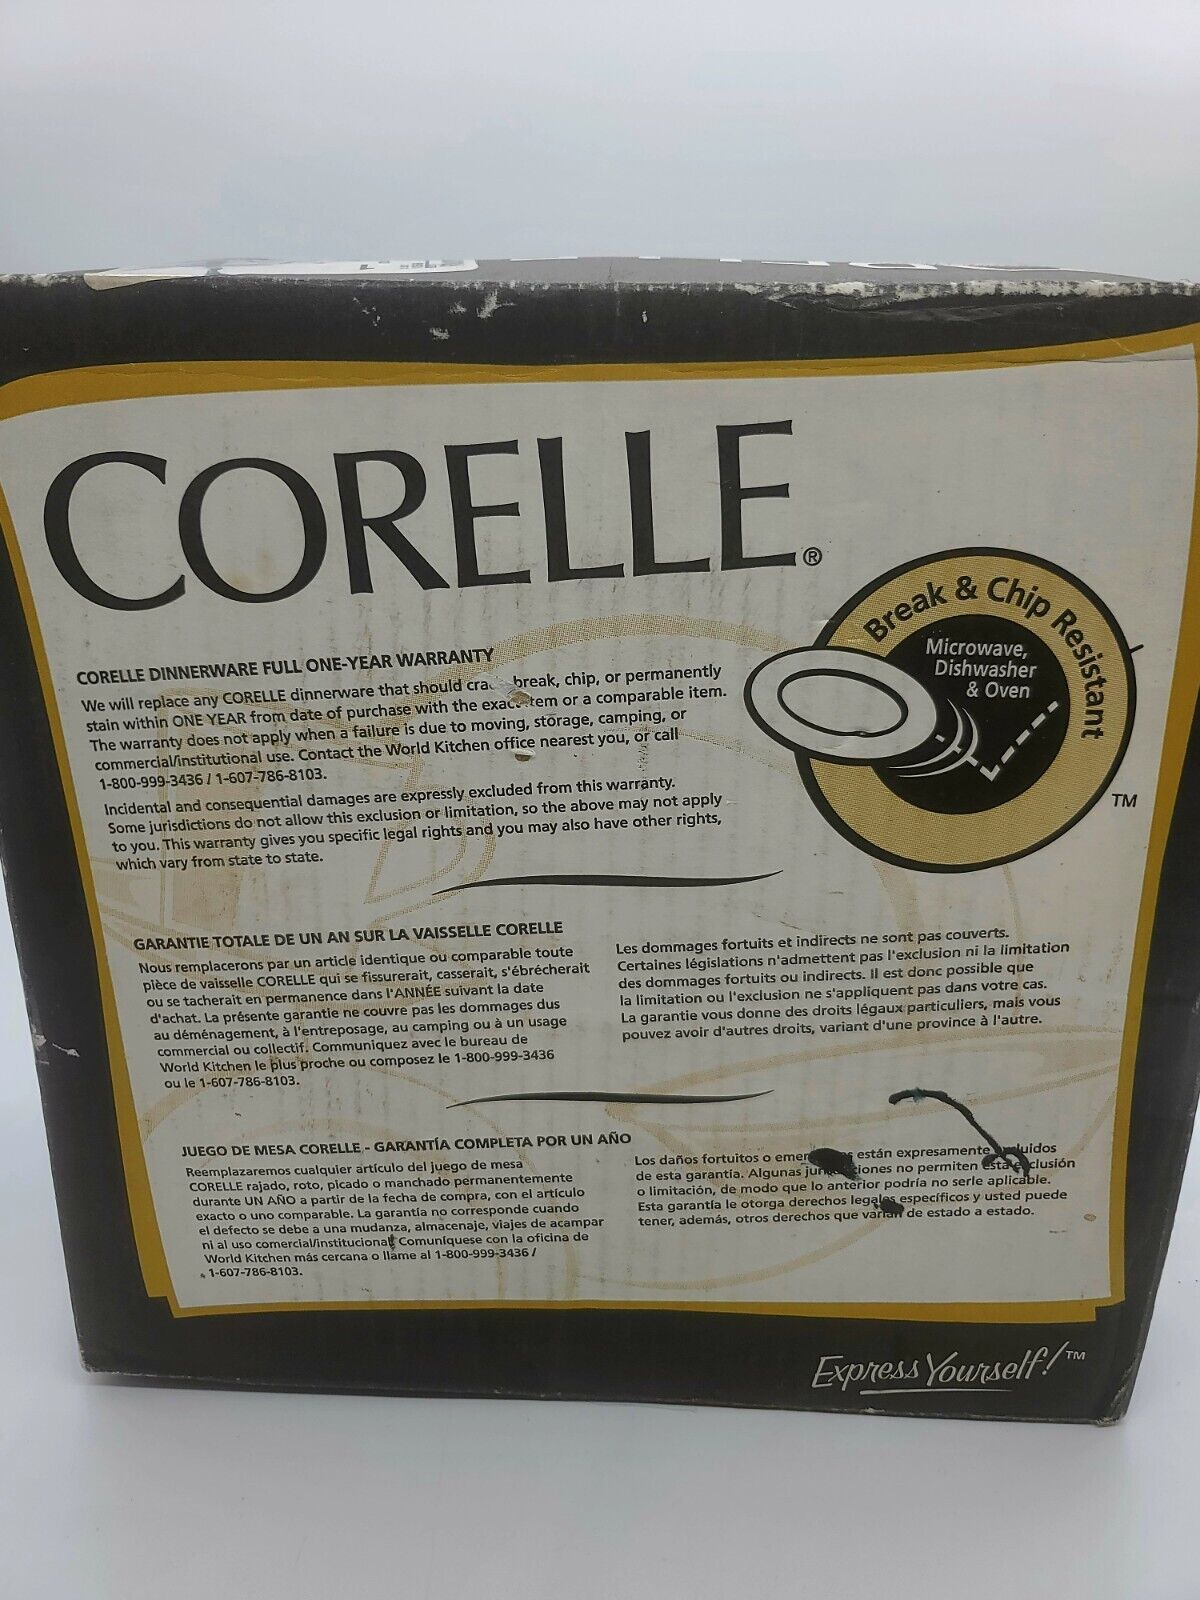 CORELLE®
Break & Chip Resistant
Microwave,
Dishwasher
& Oven
TM
CORELLE DINNERWARE FULL ONE-YEAR WARRANTY
We will replace any CORELLE dinnerware that should break, chip, or permanently
stain within ONE YEAR from date of purchase with the exact item or a comparable item.
The warranty does not apply when a failure is due to moving, storage, camping, or
commercial/institutional use. Contact the World Kitchen office nearest you, or call
1-800-999-3436 / 1-607-786-8103.
Incidental and consequential damages are expressly excluded from this warranty.
Some jurisdictions do not allow this exclusion or limitation, so the above may not apply
to you. This warranty gives you specific legal rights and you may also have other rights,
which vary from state to state.
GARANTIE TOTALE DE UN AN SUR LA VAISSELLE CORELLE
Nous remplacerons par un article identique ou comparable toute
pièce de vaisselle CORELLE qui se fissurerait, casserait, s'ébrécherait
ou se tacherait en permanence dans l'ANNÉE suivant la date
d'achat. La présente garantie ne couvre pas les dommages dus
au déménagement, à l'entreposage, au camping ou à un usage
commercial ou collectif. Communiquez avec le bureau de
World Kitchen le plus proche ou composez le 1-800-999-3436
ou le 1-607-786-8103.
Les dommages fortuits et indirects ne sont pas couverts.
Certaines législations n'admettent pas l'exclusion ni la limitation
des dommages fortuits ou indirects. Il est donc possible que
la limitation ou l'exclusion ne s'appliquent pas dans votre cas.
La garantie vous donne des droits légaux particuliers, mais vous
pouvez avoir d'autres droits, variant d'une province à l'autre.
JUEGO DE MESA CORELLE - GARANTÍA COMPLETA POR UN AÑO
Reemplazaremos cualquier artículo del juego de mesa
CORELLE rajado, roto, picado o manchado permanentemente
durante UN AÑO a partir de la fecha de compra, con el artículo
exacto o uno comparable. La garantía no corresponde cuando
el defecto se debe a una mudanza, almacenaje, viajes de acampar
ni al uso comercial/institucional. Comuníquese con la oficina de
World Kitchen más cercana o llame al 1-800-999-3436 /
1-607-786-8103.
Los daños fortuitos o están expresamente
de esta garantía. Algunas no permiten esta exclusión
o limitación, de modo que lo anterior podría no serle aplicable.
Esta garantía le otorga derechos legales específicos y usted puede
tener, además, otros derechos que varían de estado a estado.
Express Yourself!™